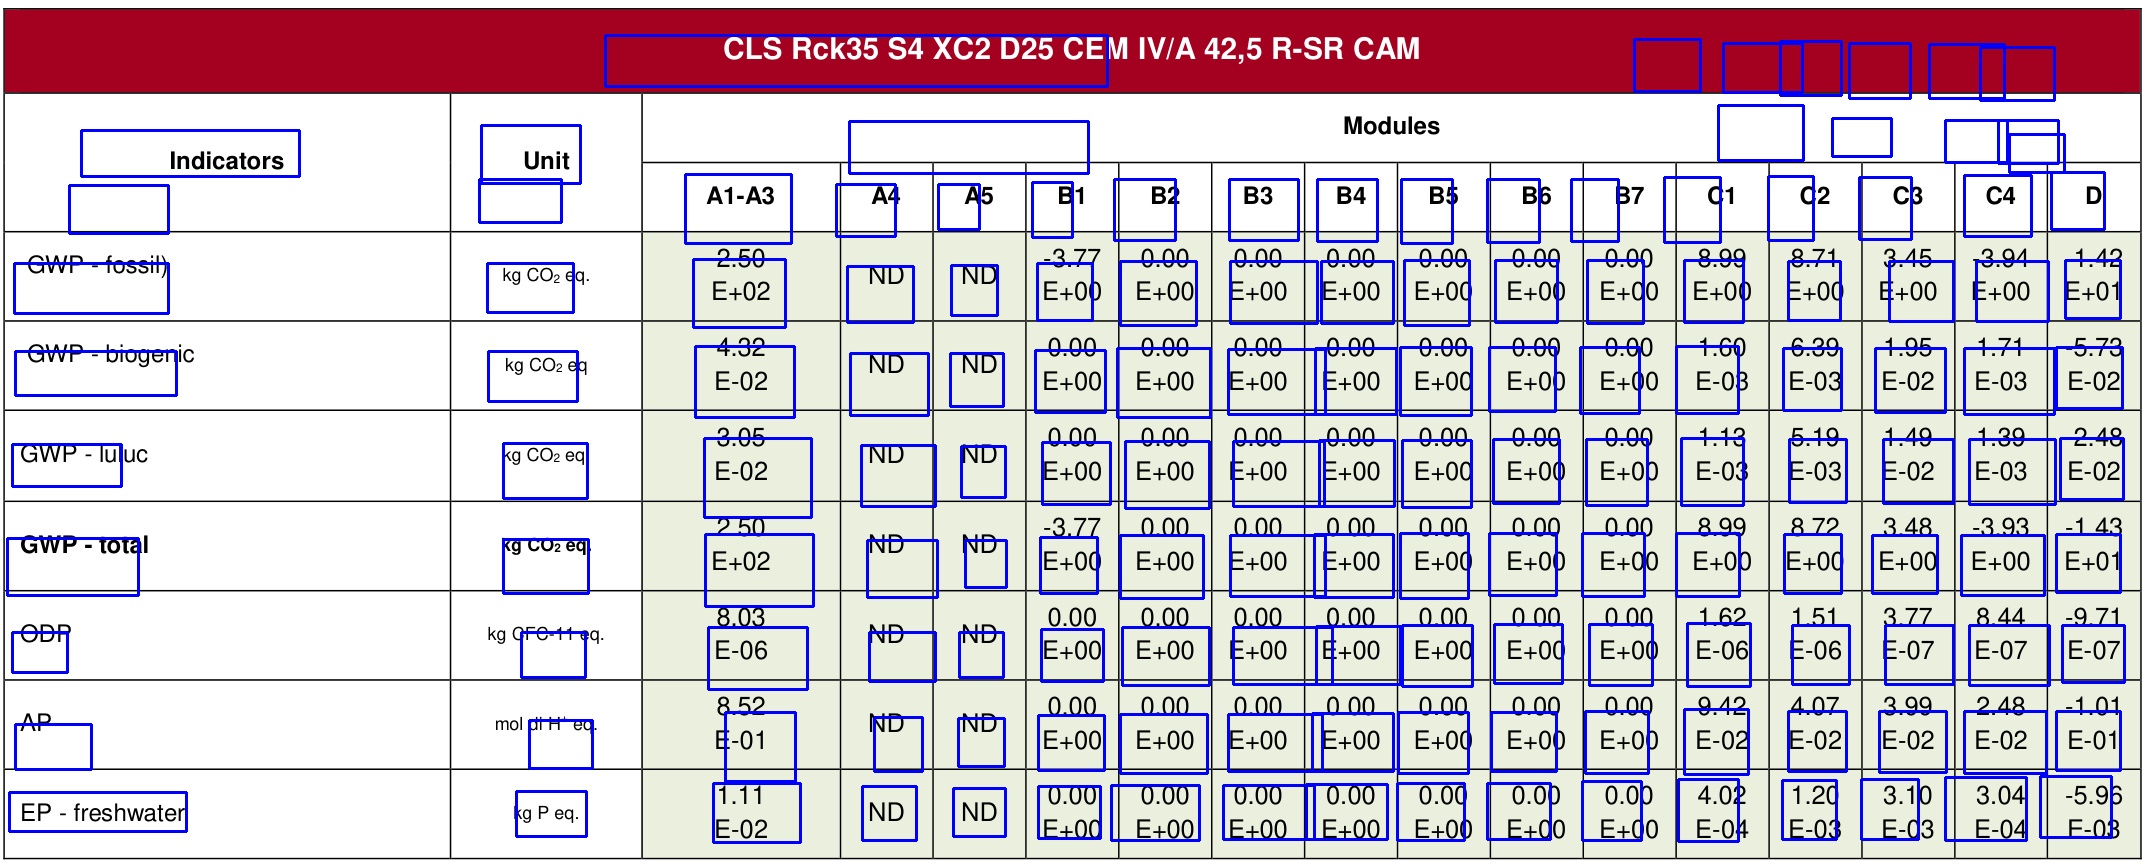 CLS Rck35 S4 XC2 D25 CEM IV/A 42,5 R-SR CAM
Indicators Unit Modules
A1-A3 A4 A5 B1 B2 B3 B4 B5 B6 B7 C1 C2 C3 C4 D
GWP - fossil) kg CO₂ eq. 2.50 E+02 ND ND -3.77 E+00 0.00 E+00 0.00 E+00 0.00 E+00 0.00 E+00 0.00 E+00 0.00 E+00 8.99 E+00 8.71 E+00 3.45 E+00 -3.94 E+00 -1.42 E+01
GWP - biogenic kg CO₂ eq 4.32 E-02 ND ND 0.00 E+00 0.00 E+00 0.00 E+00 0.00 E+00 0.00 E+00 0.00 E+00 0.00 E+00 1.60 E-03 6.39 E-03 1.95 E-02 1.71 E-03 -5.73 E-02
GWP - luluc kg CO₂ eq 3.05 E-02 ND ND 0.00 E+00 0.00 E+00 0.00 E+00 0.00 E+00 0.00 E+00 0.00 E+00 0.00 E+00 1.13 E-03 5.19 E-03 1.49 E-02 1.39 E-03 -2.48 E-02
GWP - total kg CO₂ eq. 2.50 E+02 ND ND -3.77 E+00 0.00 E+00 0.00 E+00 0.00 E+00 0.00 E+00 0.00 E+00 0.00 E+00 8.99 E+00 8.72 E+00 3.48 E+00 -3.93 E+00 -1.43 E+01
ODP kg CFC-11 eq. 8.03 E-06 ND ND 0.00 E+00 0.00 E+00 0.00 E+00 0.00 E+00 0.00 E+00 0.00 E+00 0.00 E+00 1.62 E-06 1.51 E-06 3.77 E-07 8.44 E-07 -9.71 E-07
AP mol di H⁺ eq. 8.52 E-01 ND ND 0.00 E+00 0.00 E+00 0.00 E+00 0.00 E+00 0.00 E+00 0.00 E+00 0.00 E+00 9.42 E-02 4.07 E-02 3.99 E-02 2.48 E-02 -1.01 E-01
EP - freshwater kg P eq. 1.11 E-02 ND ND 0.00 E+00 0.00 E+00 0.00 E+00 0.00 E+00 0.00 E+00 0.00 E+00 0.00 E+00 4.02 E-04 1.20 E-03 3.10 E-03 3.04 E-04 -5.96 E-03